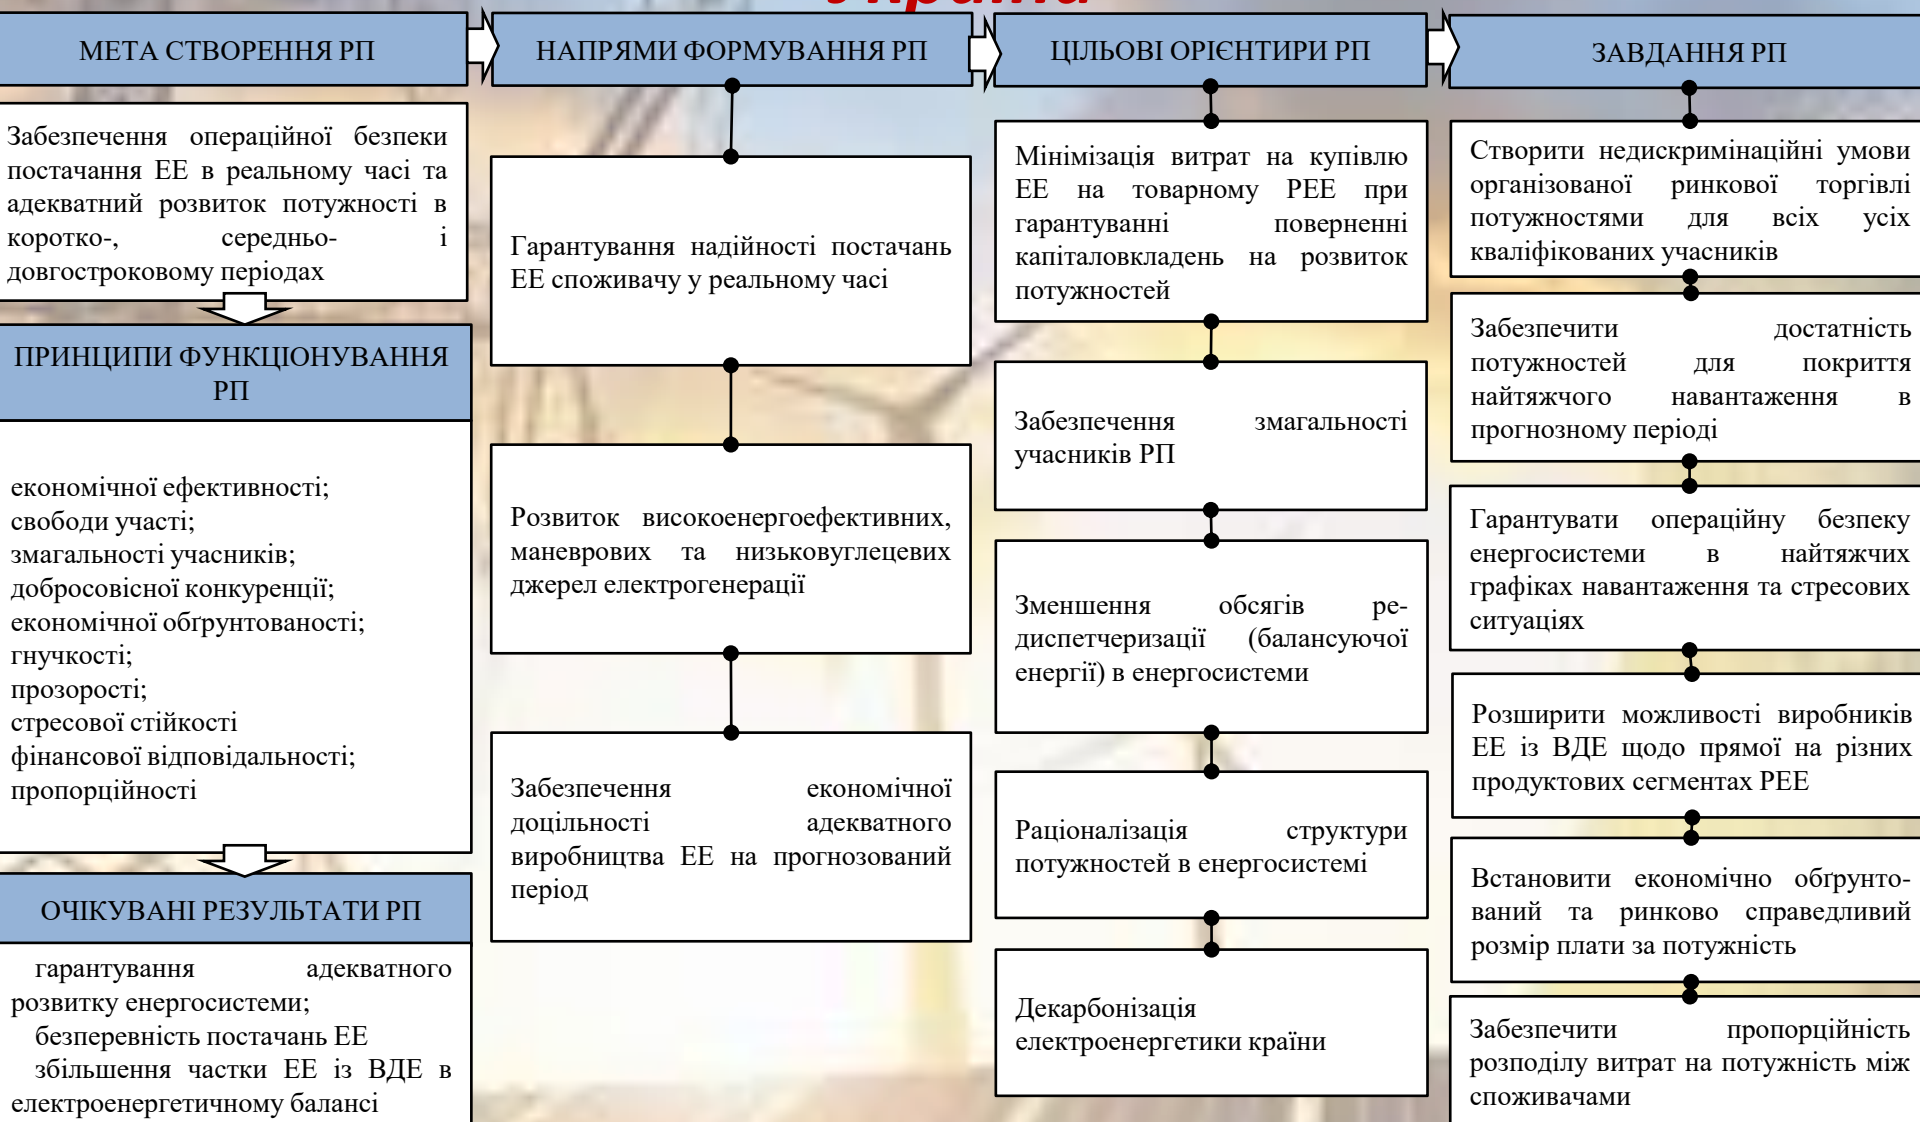 Україна
МЕТА СТВОРЕННЯ РП
Забезпечення операційної безпеки
постачання ЕЕ в реальному часі та
адекватний розвиток потужності в
коротко-, середньо- і
довгостроковому періодах
ПРИНЦИПИ ФУНКЦІОНУВАННЯ
РП
економічної ефективності;
свободи участі;
змагальності учасників;
добросовісної конкуренції;
економічної обґрунтованості;
гнучкості;
прозорості;
стресової стійкості
фінансової відповідальності;
пропорційності
ОЧІКУВАНІ РЕЗУЛЬТАТИ РП
гарантування адекватного
розвитку енергосистеми;
безперевність постачань ЕЕ
збільшення частки ЕЕ із ВДЕ в
електроенергетичному балансі
НАПРЯМИ ФОРМУВАННЯ РП
Гарантування надійності постачань
ЕЕ споживачу у реальному часі
Розвиток високоенергоефективних,
маневрових та низьковуглецевих
джерел електрогенерації
Забезпечення економічної
доцільності адекватного
виробництва ЕЕ на прогнозований
період
ЦІЛЬОВІ ОРІЄНТИРИ РП
Мінімізація витрат на купівлю
ЕЕ на товарному РЕЕ при
гарантуванні поверненні
капіталовкладень на розвиток
потужностей
Забезпечення змагальності
учасників РП
Зменшення обсягів ре-
диспетчеризації (балансуючої
енергії) в енергосистеми
Раціоналізація структури
потужностей в енергосистемі
Декарбонізація
електроенергетики країни
ЗАВДАННЯ РП
Створити недискримінаційні умови
організованої ринкової торгівлі
потужностями для всіх усіх
кваліфікованих учасників
Забезпечити достатність
потужностей для покриття
найтяжчого навантаження в
прогнозному періоді
Гарантувати операційну безпеку
енергосистеми в найтяжчих
графіках навантаження та стресових
ситуаціях
Розширити можливості виробників
ЕЕ із ВДЕ щодо прямої на різних
продуктових сегментах РЕЕ
Встановити економічно обґрунто-
ваний та ринково справедливий
розмір плати за потужність
Забезпечити пропорційність
розподілу витрат на потужність між
споживачами